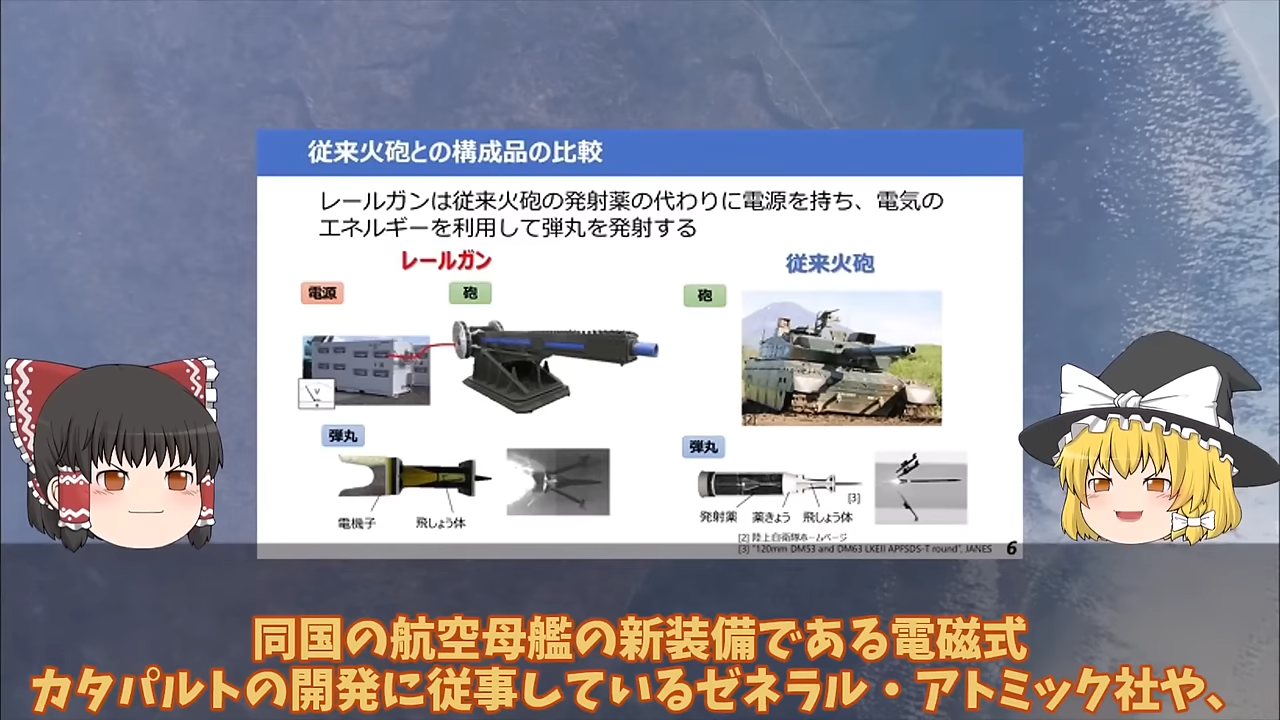 従来火砲との構成品の比較
レールガンは従来火砲の発射薬の代わりに電源を持ち、電気の
エネルギーを利用して弾丸を発射する
レールガン
従来火砲
電源
砲
砲
V
[2]
弾丸
弾丸
電機子
飛しょう体
発射薬
薬きょう
飛しょう体
[3]
[2] 陸上自衛隊ホームページ
[3] "120mm DM53 and DM63 LKEII APFSDS-T round", JANES
6
同国の航空母艦の新装備である電磁式
カタパルトの開発に従事しているゼネラル・アトミック社や、